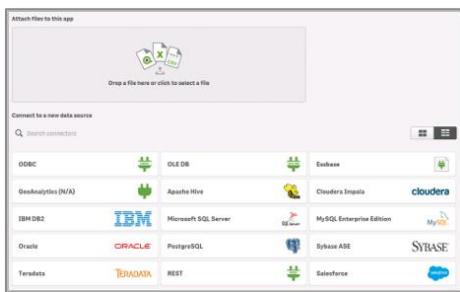 Attach files to this app
Drop a file here or click to select a file
Connect to a new data source
Search connectors
ODBC
OLE DB
Essbase
GeoAnalytics (N/A)
Apache Hive
Cloudera Impala
cloudera
IBM DB2
IBM
Microsoft SQL Server
SQL Server
MySQL Enterprise Edition
MySQL
Oracle
ORACLE
PostgreSQL
Sybase ASE
SYBASE
Teradata
TERADATA
REST
Salesforce
salesforce